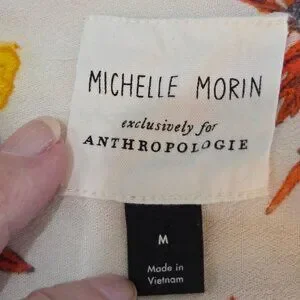 MICHELLE MORIN
exclusively for
ANTHROPOLOGIE
M
Made in
Vietnam